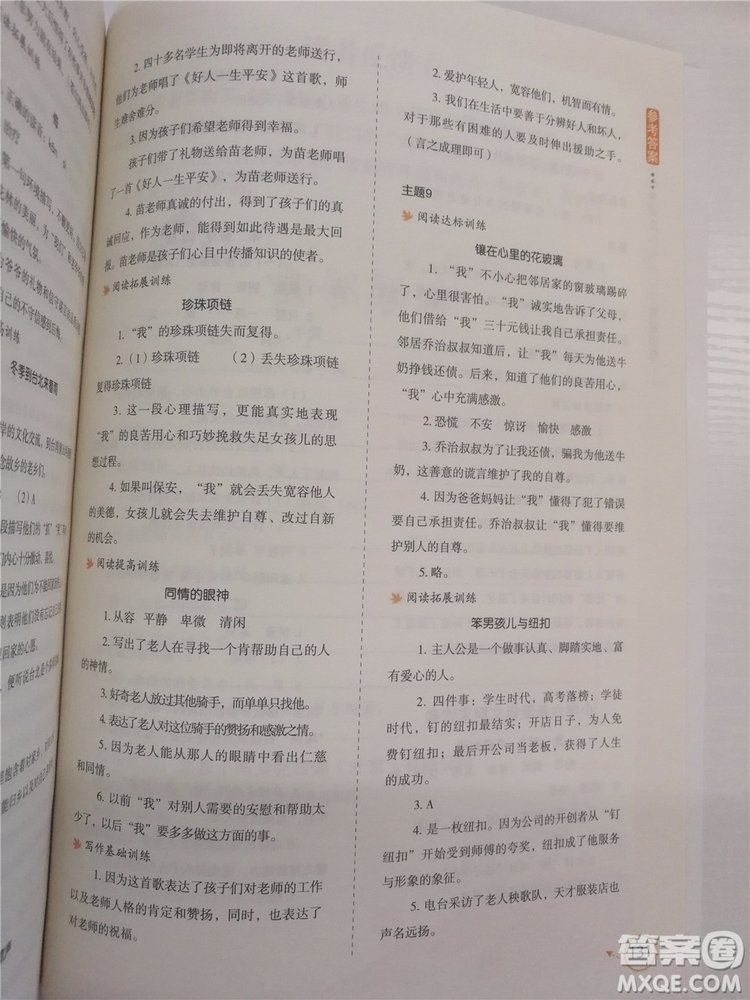 2. 四十多名学生为即将离开的老师送行，
他们为老师唱了《好人一生平安》这首歌，师
生难舍难分。
3. 因为孩子们希望老师得到幸福。
孩子们带了礼物送给苗老师，为苗老师唱
了一首《好人一生平安》。
4. 苗老师真诚的付出，得到了孩子的真
诚回应，作为老师，能得到如此待遇是最大回
报。苗老师是孩子们心中传播知识的使者。
阅读拓展训练
珍珠项链
1. “我”的珍珠项链失而复得。
2.（1）珍珠项链 （2）丢失珍珠项链
复得珍珠项链
3. 这一段心理描写，更能真实地表现
“我”的良苦用心和巧妙挽救失足女孩儿的思
想过程。
4. 如果叫保安，“我”就会丢失宽容他人
的美德，女孩儿就会失去维护自尊、改过自新
的机会。
阅读提高训练
同情的眼神
1. 从容 平静 卑微 清闲
2. 写出了老人在寻找一个肯帮助自己的人
的神情。
3. 好奇老人放过其他骑手，而单单只找他。
4. 表达了老人对这位骑手的赞扬和感激之情。
5. 因为老人能从那人的眼睛中看出仁慈
和同情。
6. 以前“我”对别人需要的安慰和帮助太
少了，以后“我”要多多做这方面的事。
写作基础训练
1. 因为这首歌表达了孩子们对老师的工作
以及老师人格的肯定和赞扬，同时，也表达了
对老师的祝福。
2. 爱护年轻人，宽容他们，机智而有情。
3. 我们在生活中要善于分辨好人和坏人，
对于那些有困难的人要及时伸出援助之手。
（言之成理即可）
参考答案
主题9
阅读达标训练
镶在心里的花玻璃
1. “我”不小心把邻居家的窗玻璃踢碎
了，心里很害怕。“我”诚实地告诉了父母，
他们借给“我”三十元钱让我自己承担责任。
邻居乔治叔叔知道后，让“我”每天为他送牛
奶挣钱还债。后来，知道了他们的良苦用心，
“我”心中充满感激。
2. 恐慌 不安 惊讶 愉快 感激
3. 乔治叔叔为了让我还债，骗我为他送牛
奶，这善意的谎言维护了我的自尊。
4. 因为爸爸妈妈让“我”懂得了犯了错误
要自己承担责任。乔治叔叔让“我”懂得要维
护别人的自尊。
5. 略。
阅读拓展训练
笨男孩儿与纽扣
1. 主人公是一个做事认真、脚踏实地、富
有爱心的人。
2. 四件事：学生时代，高考落榜；学徒
时代，钉的纽扣最结实；开店日子，为人免
费钉纽扣；最后开公司当老板，获得了人生
的成功。
3. A
4. 是一枚纽扣。因为公司的开创者从“钉
纽扣”开始受到师傅的夸奖，纽扣成了他服务
与形象的象征。
5. 电台采访了老人秧歌队，天才服装店也
声名远扬。
答案圈
MXQE.COM